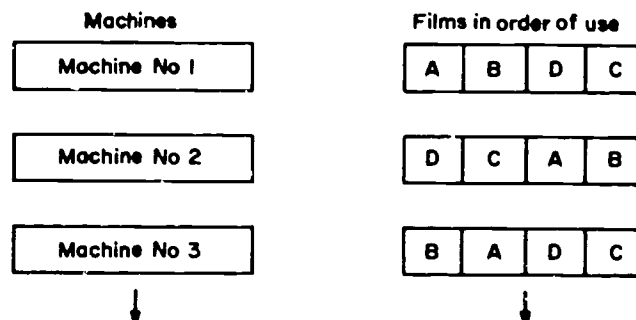 Machines Films in order of use
Machine No 1 A B D C
Machine No 2 D C A B
Machine No 3 B A D C